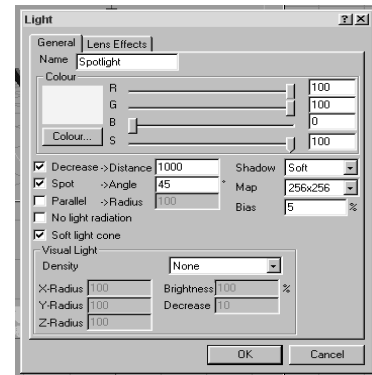 Light
General Lens Effects
Name Spotlight
Colour
R 100
G 100
B 0
Colour... S 100
Decrease ->Distance 1000 Shadow Soft
Spot ->Angle 45 ° Map 256x256
Parallel ->Radius 100 Bias 5 %
No light radiation
Soft light cone
Visual Light
Density None
X-Radius 100 Brightness 100 %
Y-Radius 100 Decrease 10
Z-Radius 100
OK Cancel